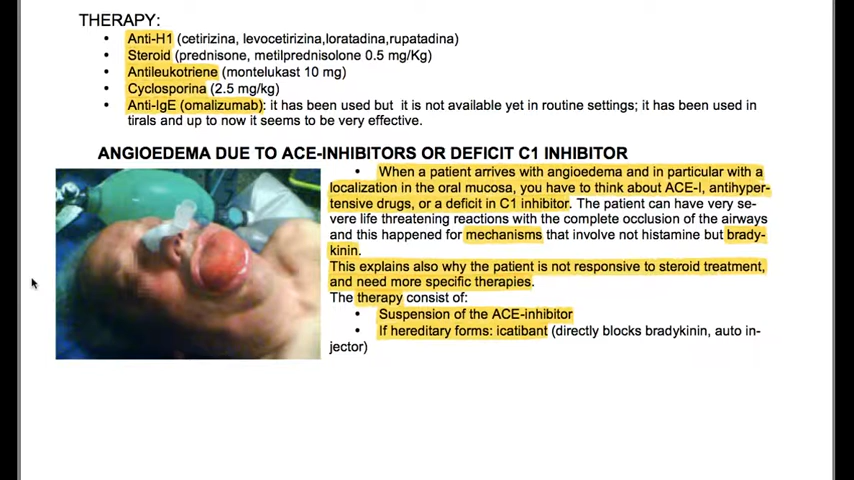 THERAPY:
• Anti-H1 (cetirizina, levocetirizina,loratadina,rupatadina)
• Steroid (prednisone, metilprednisolone 0.5 mg/Kg)
• Antileukotriene (montelukast 10 mg)
• Cyclosporina (2.5 mg/kg)
• Anti-IgE (omalizumab): it has been used but it is not available yet in routine settings; it has been used in
tirals and up to now it seems to be very effective.
ANGIOEDEMA DUE TO ACE-INHIBITORS OR DEFICIT C1 INHIBITOR
• When a patient arrives with angioedema and in particular with a
localization in the oral mucosa, you have to think about ACE-I, antihyper-
tensive drugs, or a deficit in C1 inhibitor. The patient can have very se-
vere life threatening reactions with the complete occlusion of the airways
and this happened for mechanisms that involve not histamine but brady-
kinin.
This explains also why the patient is not responsive to steroid treatment,
and need more specific therapies.
The therapy consist of:
• Suspension of the ACE-inhibitor
• If hereditary forms: icatibant (directly blocks bradykinin, auto in-
jector)